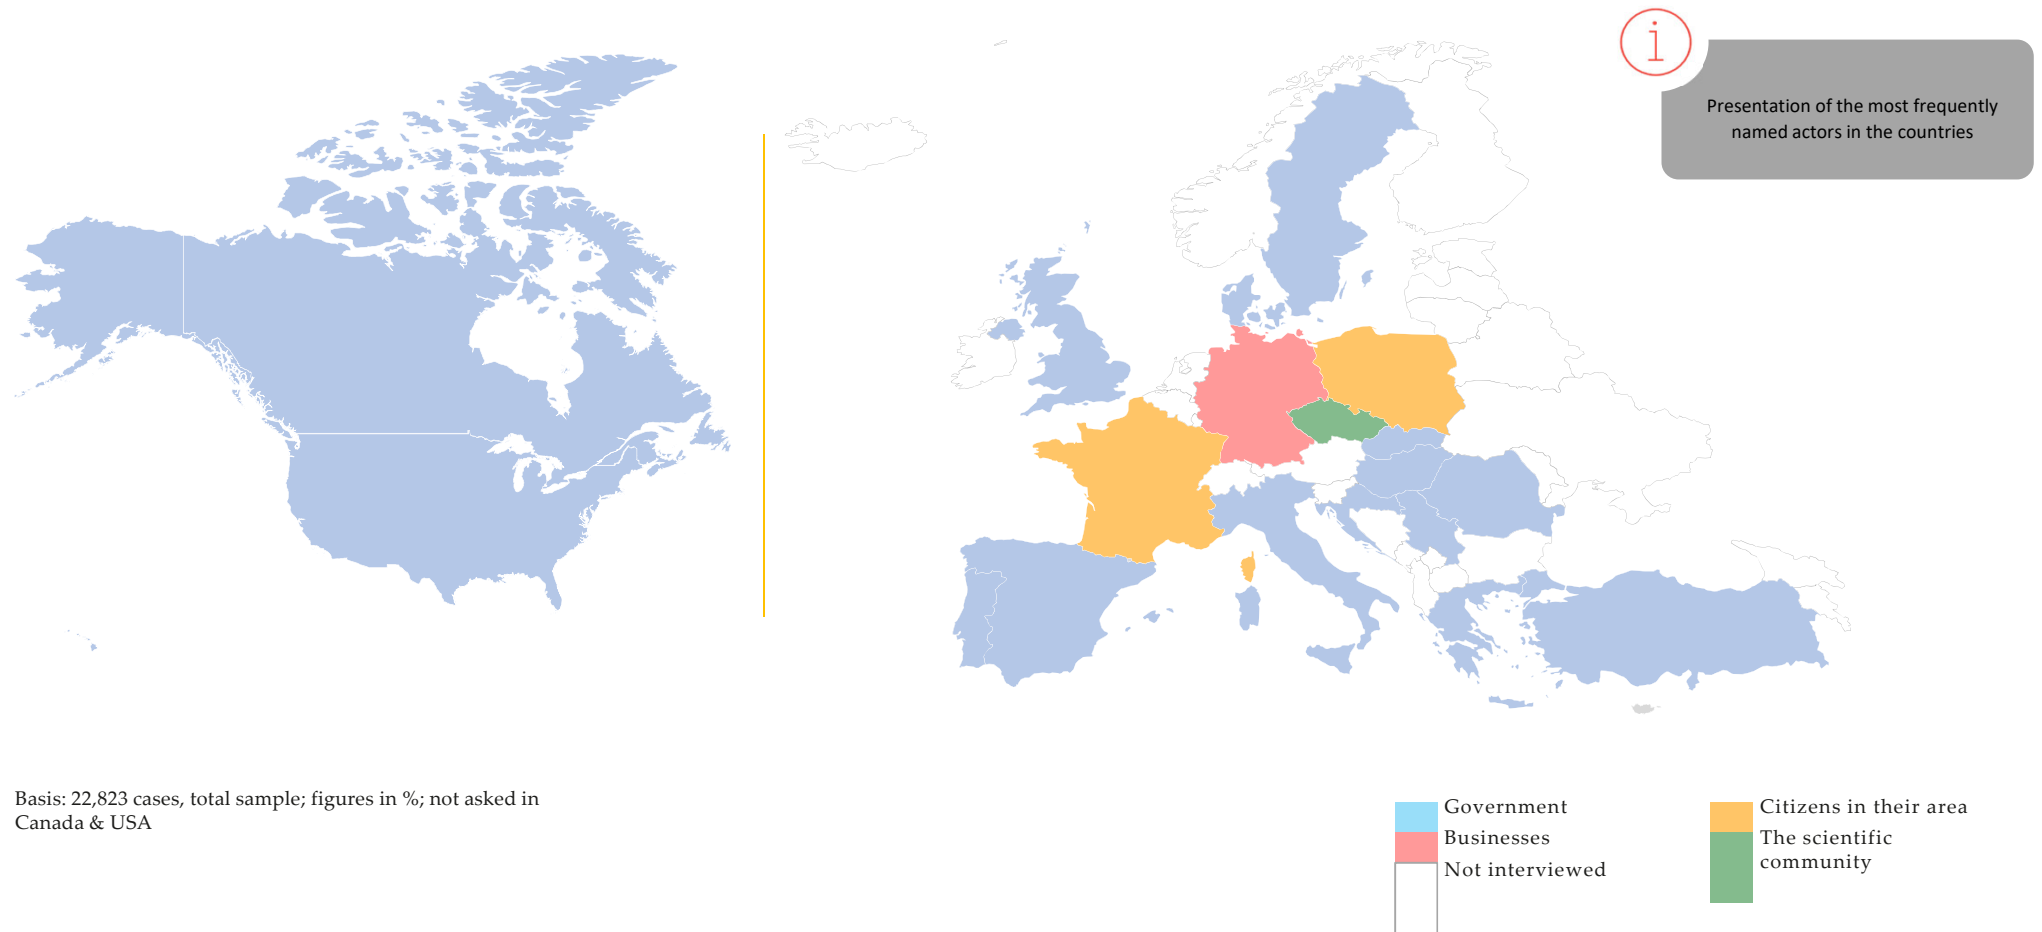 i
Presentation of the most frequently
named actors in the countries
Basis: 22,823 cases, total sample; figures in %; not asked in
Canada & USA
Government
Businesses
Not interviewed
Citizens in their area
The scientific
community